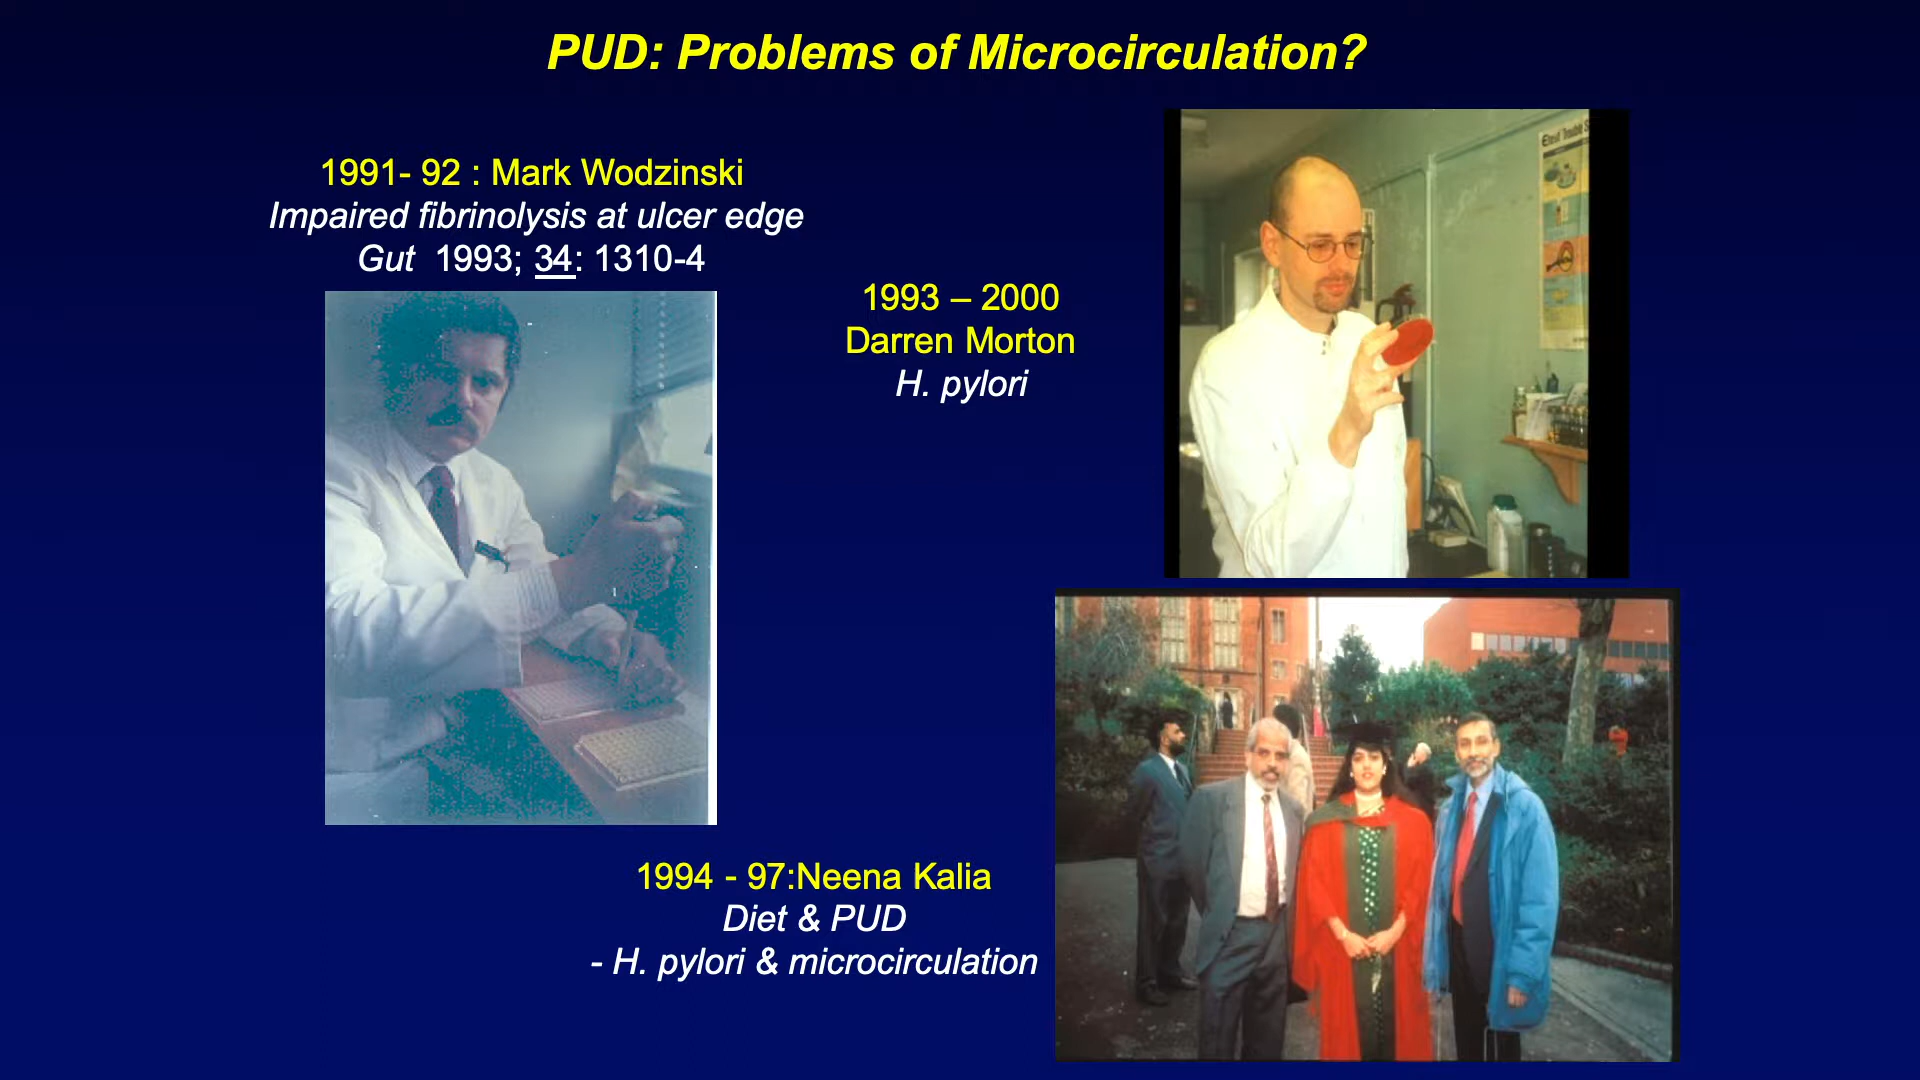 PUD: Problems of Microcirculation?
1991- 92 : Mark Wodzinski
Impaired fibrinolysis at ulcer edge
Gut 1993; 34: 1310-4
1993 – 2000
Darren Morton
H. pylori
1994 - 97:Neena Kalia
Diet & PUD
- H. pylori & microcirculation